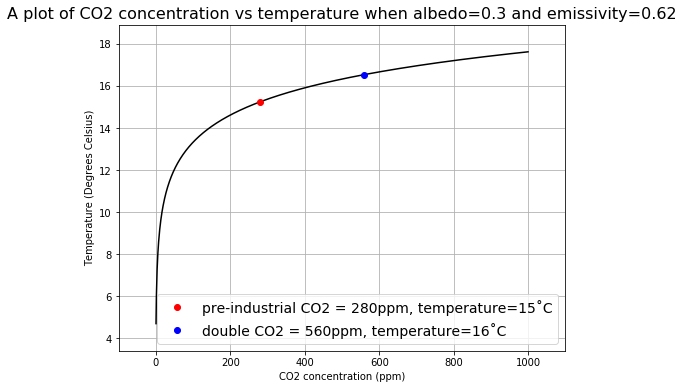 A plot of CO2 concentration vs temperature when albedo=0.3 and emissivity=0.62
18
16
14
12
10
8
6
4
Temperature (Degrees Celsius)
pre-industrial CO2 = 280ppm, temperature=15˚C
double CO2 = 560ppm, temperature=16˚C
0 200 400 600 800 1000
CO2 concentration (ppm)